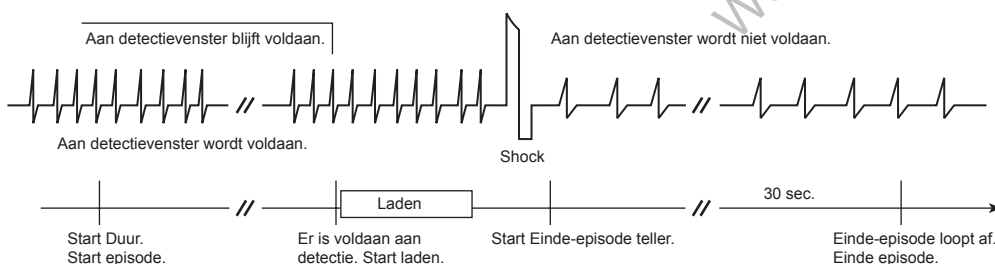 Aan detectievenster blijft voldaan.
Aan detectievenster wordt niet voldaan.
Aan detectievenster wordt voldaan.
Shock
Laden
30 sec.
Start Duur.
Start episode.
Er is voldaan aan
detectie. Start laden.
Start Einde-episode teller.
Einde-episode loopt af.
Einde episode.